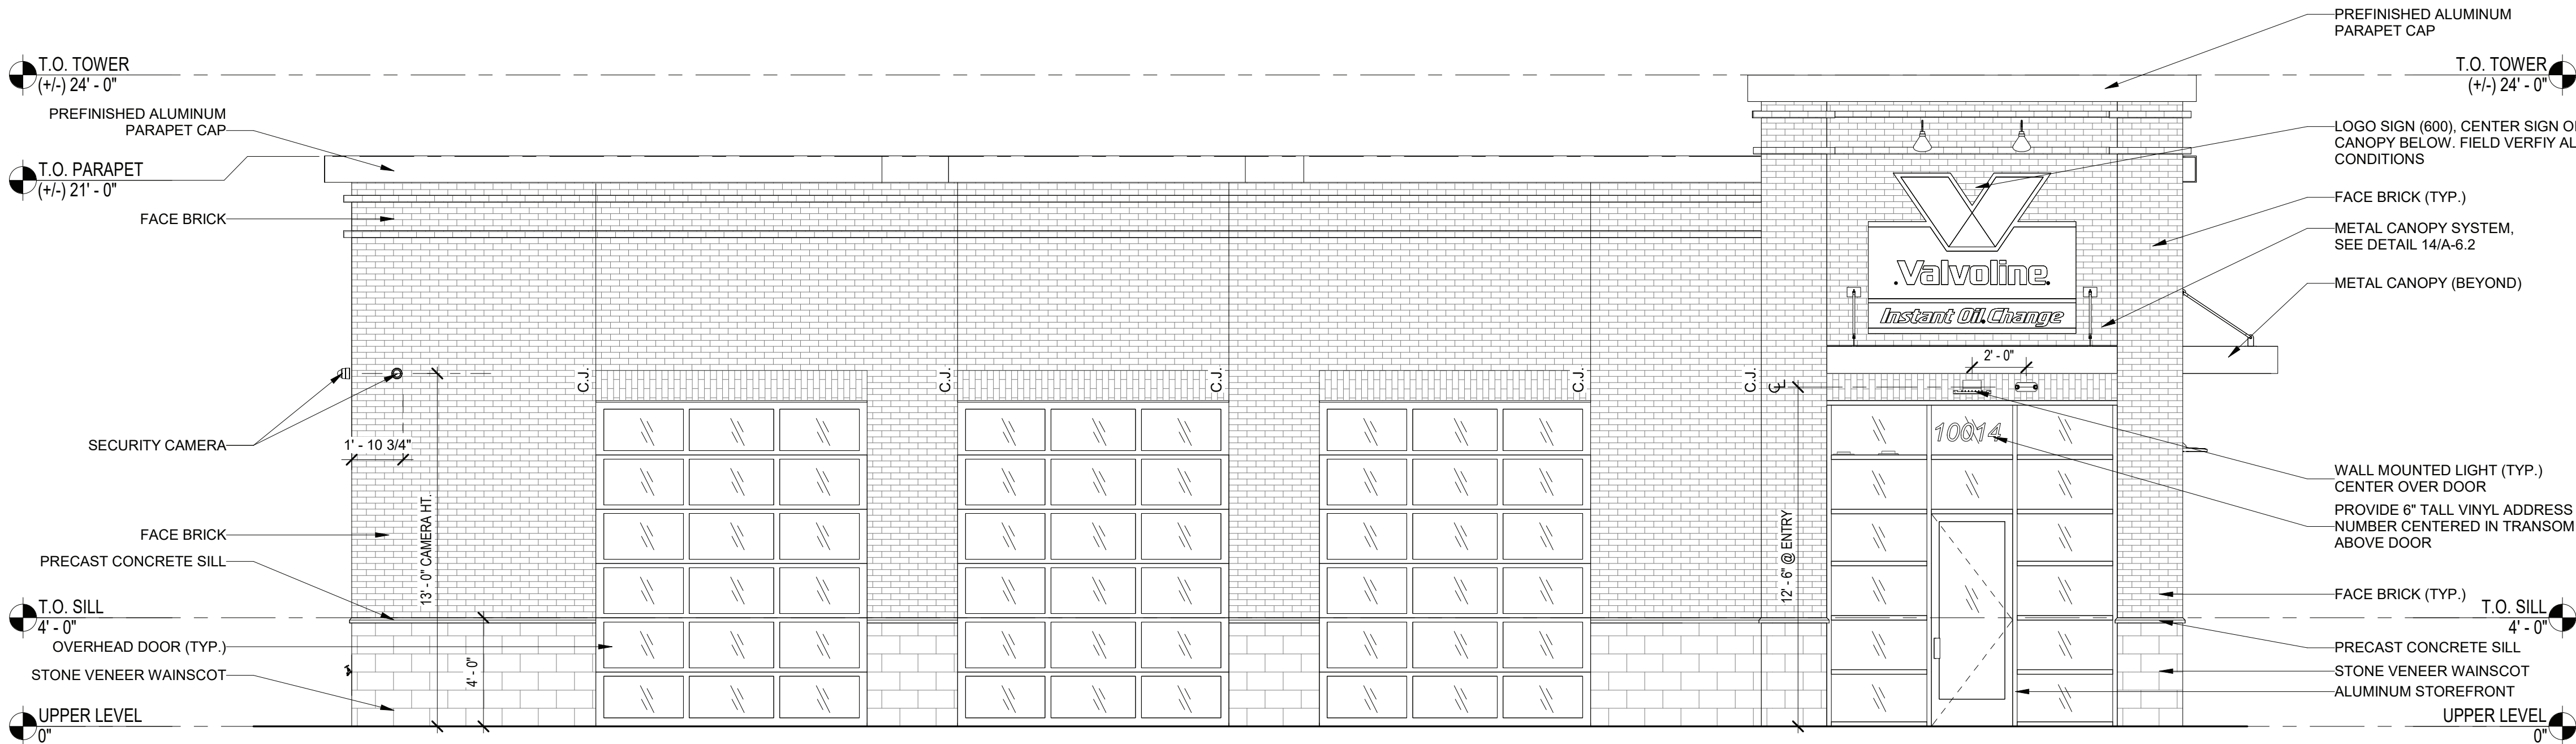 T.O. TOWER
(+/-) 24' - 0"
PREFINISHED ALUMINUM
PARAPET CAP
T.O. PARAPET
(+/-) 21' - 0"
FACE BRICK
SECURITY CAMERA
1' - 10 3/4"
FACE BRICK
PRECAST CONCRETE SILL
T.O. SILL
4' - 0"
OVERHEAD DOOR (TYP.)
STONE VENEER WAINSCOT
UPPER LEVEL
0"
13' - 0" CAMERA HT.
4' - 0"
C.J.
C.J.
C.J.
C.J.
C.J.
CL
12' - 6" @ ENTRY
Valvoline
Instant Oil Change
2' - 0"
10014
PREFINISHED ALUMINUM
PARAPET CAP
T.O. TOWER
(+/-) 24' - 0"
LOGO SIGN (600), CENTER SIGN
CANOPY BELOW. FIELD VERFIY
CONDITIONS
FACE BRICK (TYP.)
METAL CANOPY SYSTEM,
SEE DETAIL 14/A-6.2
METAL CANOPY (BEYOND)
WALL MOUNTED LIGHT (TYP.)
CENTER OVER DOOR
PROVIDE 6" TALL VINYL ADDRESS
NUMBER CENTERED IN TRANSOM
ABOVE DOOR
FACE BRICK (TYP.)
T.O. SILL
4' - 0"
PRECAST CONCRETE SILL
STONE VENEER WAINSCOT
ALUMINUM STOREFRONT
UPPER LEVEL
0"